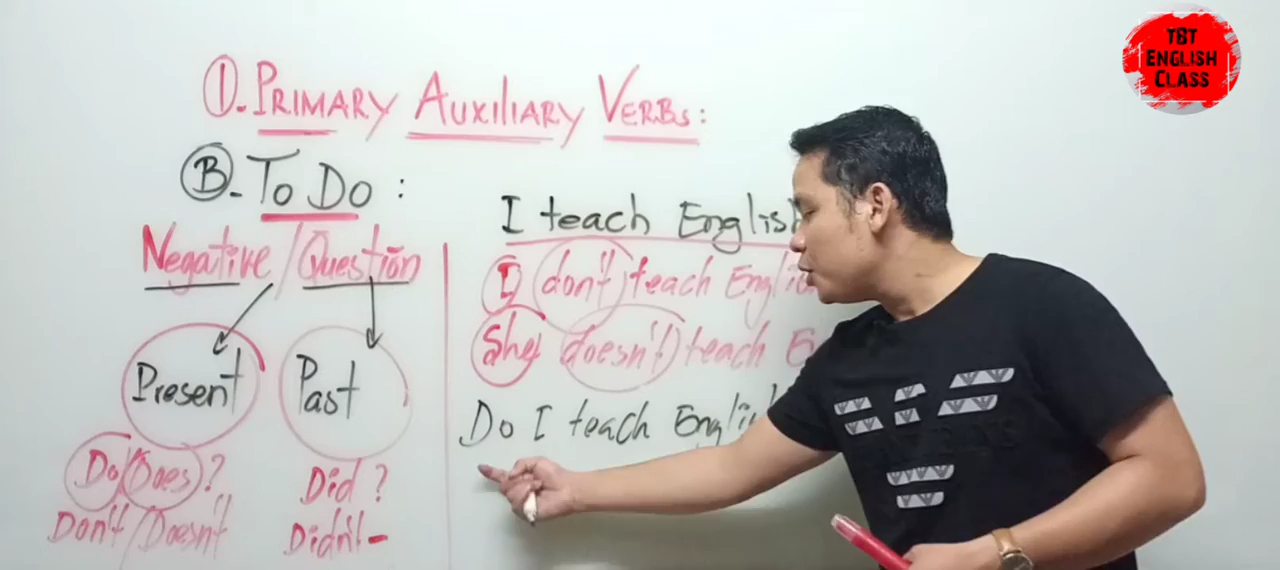 ①. PRIMARY AUXILIARY VERBS:
Ⓑ. TO DO :
Negative / Question
Present
Past
Do/Does ?
Don't / Doesn't
Did ?
Didn't -
I teach English
I don't teach
She doesn't teach
Do I teach
TBT
ENGLISH
CLASS